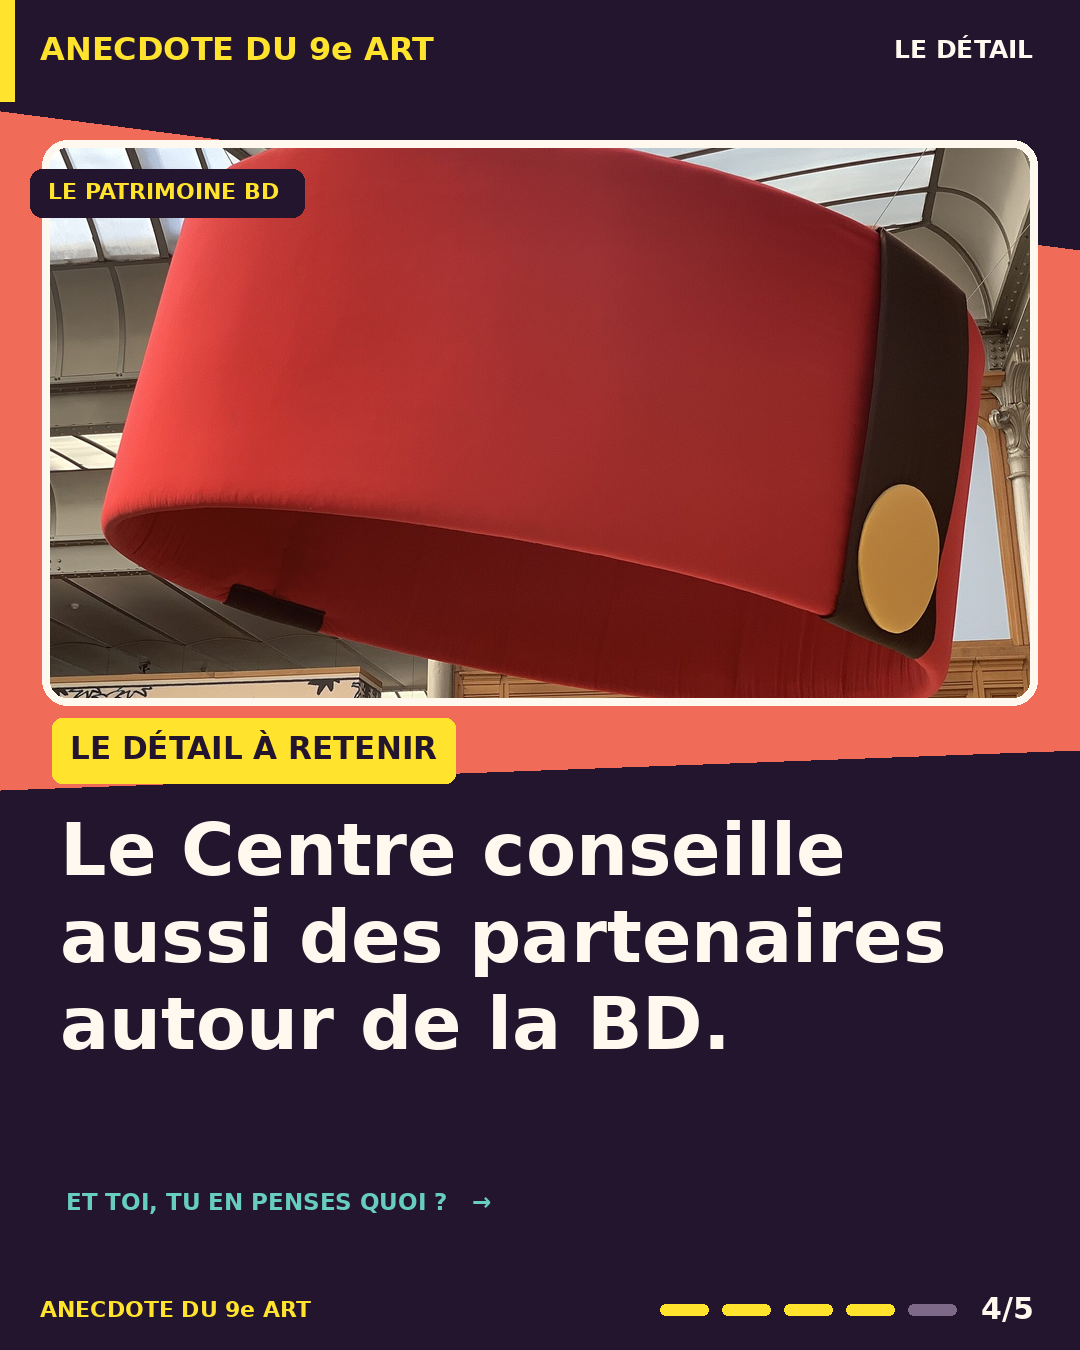 ANECDOTE DU 9e ART
LE DÉTAIL
LE PATRIMOINE BD
LE DÉTAIL À RETENIR
Le Centre conseille
aussi des partenaires
autour de la BD.
ET TOI, TU EN PENSES QUOI ? →
ANECDOTE DU 9e ART
4/5